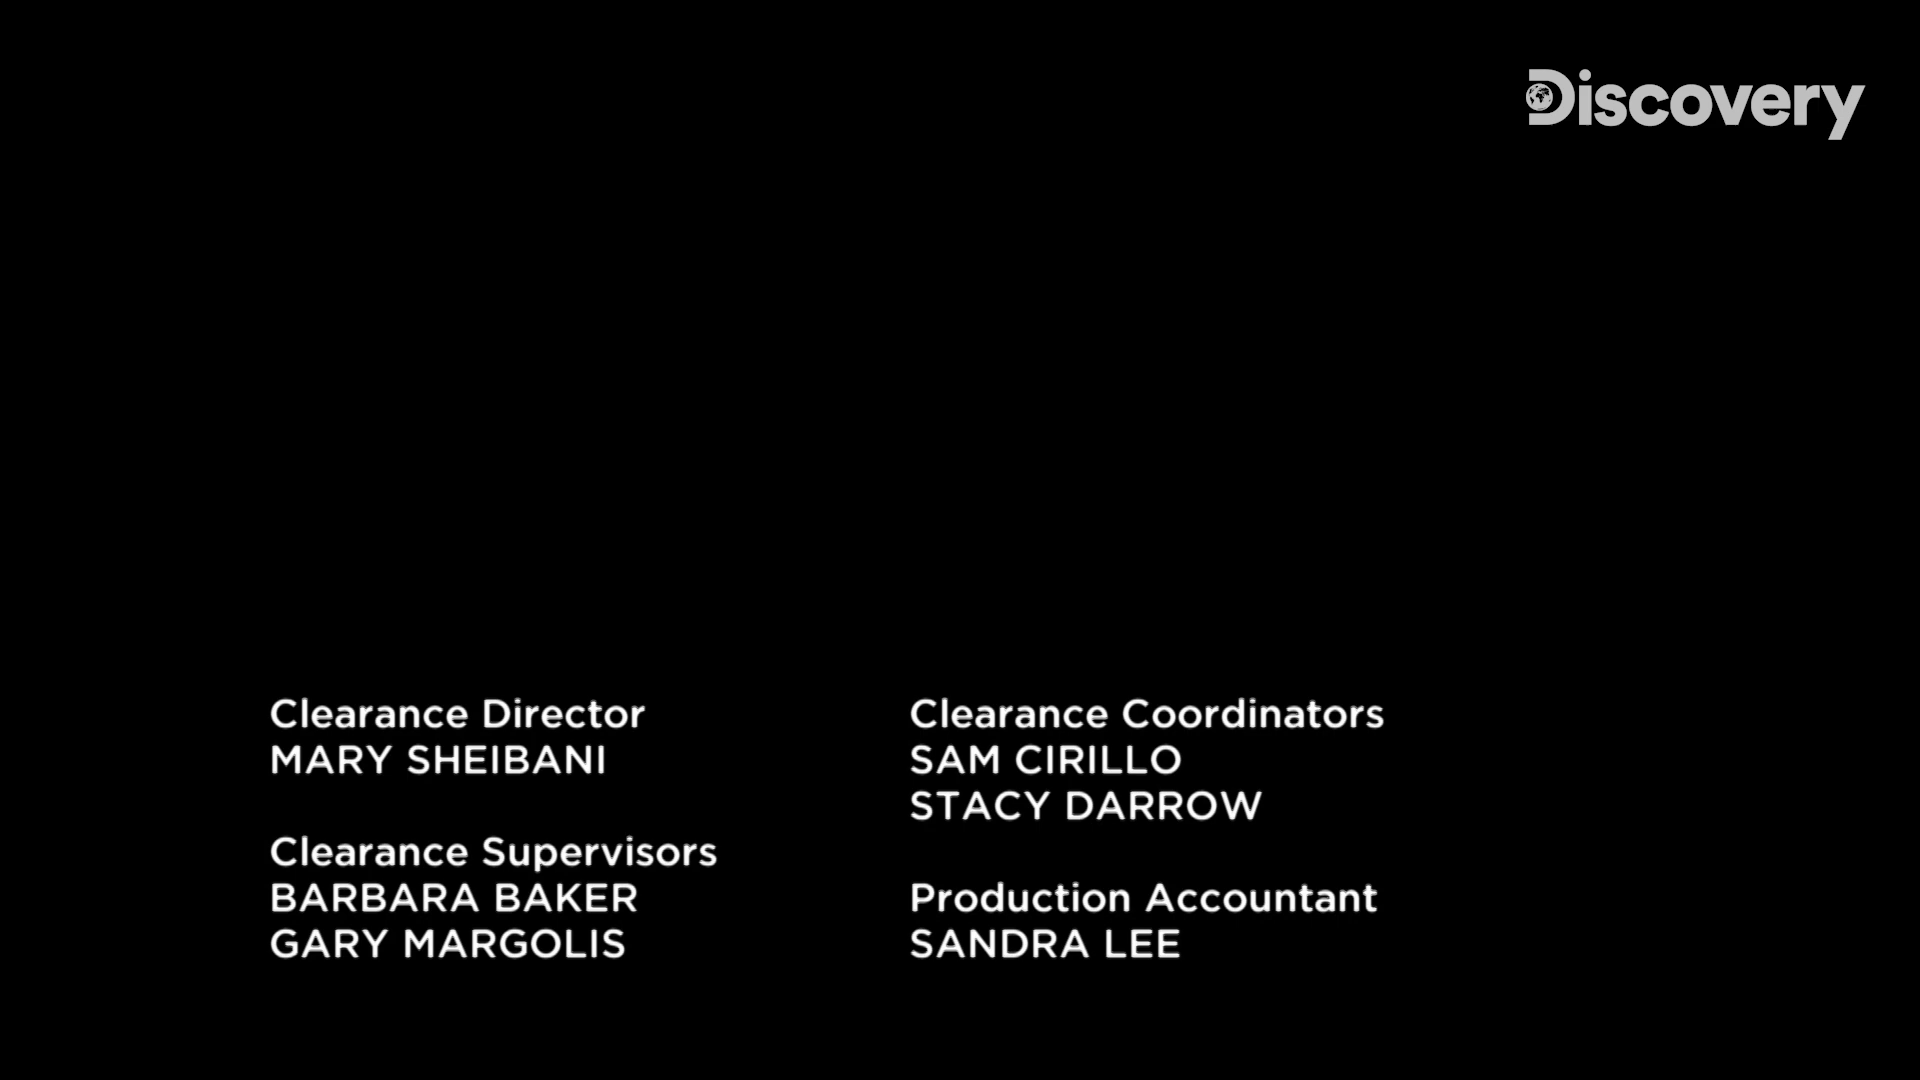 Discovery
Clearance Director
MARY SHEIBANI
Clearance Supervisors
BARBARA BAKER
GARY MARGOLIS
Clearance Coordinators
SAM CIRILLO
STACY DARROW
Production Accountant
SANDRA LEE